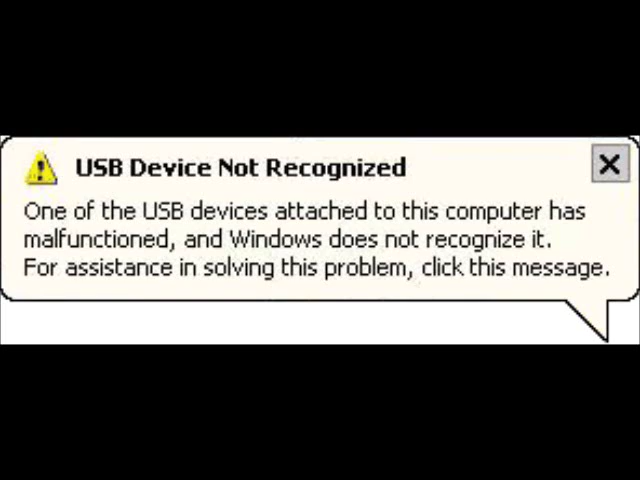 USB Device Not Recognized
One of the USB devices attached to this computer has
malfunctioned, and Windows does not recognize it.
For assistance in solving this problem, click this message.